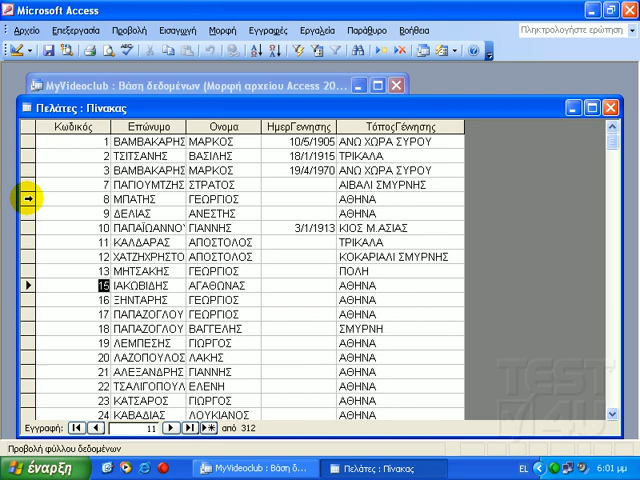 Microsoft Access
Αρχείο Επεξεργασία Προβολή Εισαγωγή Μορφή Εγγραφές Εργαλεία Παράθυρο Βοήθεια Πληκτρολογήστε ερώτηση
MyVideoclub : Βάση δεδομένων (Μορφή αρχείου Access 20...
Πελάτες : Πίνακας
Κωδικός Επώνυμο Ονομα ΗμερΓεννησης ΤόποςΓέννησης
1 ΒΑΜΒΑΚΑΡΗΣ ΜΑΡΚΟΣ 10/5/1905 ΑΝΩ ΧΩΡΑ ΣΥΡΟΥ
2 ΤΣΙΤΣΑΝΗΣ ΒΑΣΙΛΗΣ 18/1/1915 ΤΡΙΚΑΛΑ
3 ΒΑΜΒΑΚΑΡΗΣ ΜΑΡΚΟΣ 19/4/1970 ΑΝΩ ΧΩΡΑ ΣΥΡΟΥ
7 ΠΑΓΙΟΥΜΤΖΗΣ ΣΤΡΑΤΟΣ ΑΙΒΑΛΙ ΣΜΥΡΝΗΣ
8 ΜΠΑΤΗΣ ΓΕΩΡΓΙΟΣ ΑΘΗΝΑ
9 ΔΕΛΙΑΣ ΑΝΕΣΤΗΣ ΑΘΗΝΑ
10 ΠΑΠΑΪΩΑΝΝΟΥ ΓΙΑΝΝΗΣ 3/1/1913 ΚΙΟΣ Μ.ΑΣΙΑΣ
11 ΚΑΛΔΑΡΑΣ ΑΠΟΣΤΟΛΟΣ ΤΡΙΚΑΛΑ
12 ΧΑΤΖΗΧΡΗΣΤΟ ΑΠΟΣΤΟΛΟΣ ΚΟΚΑΡΙΑΛΙ ΣΜΥΡΝΗΣ
13 ΜΗΤΣΑΚΗΣ ΓΕΩΡΓΙΟΣ ΠΟΛΗ
15 ΙΑΚΩΒΙΔΗΣ ΑΓΑΘΩΝΑΣ ΑΘΗΝΑ
16 ΞΗΝΤΑΡΗΣ ΓΕΩΡΓΙΟΣ ΑΘΗΝΑ
17 ΠΑΠΑΖΟΓΛΟΥ ΓΕΩΡΓΙΟΣ ΑΘΗΝΑ
18 ΠΑΠΑΖΟΓΛΟΥ ΒΑΓΓΕΛΗΣ ΣΜΥΡΝΗ
19 ΛΕΜΠΕΣΗΣ ΓΙΩΡΓΟΣ ΑΘΗΝΑ
20 ΛΑΖΟΠΟΥΛΟΣ ΛΑΚΗΣ ΑΘΗΝΑ
21 ΑΛΕΞΑΝΔΡΗΣ ΓΙΩΡΓΟΣ ΑΘΗΝΑ
22 ΤΣΑΛΙΓΟΠΟΥΛ ΕΛΕΝΗ ΑΘΗΝΑ
23 ΚΑΤΣΑΡΟΣ ΓΙΩΡΓΟΣ ΑΘΗΝΑ
24 ΚΑΒΑΔΙΑΣ ΛΟΥΚΙΑΝΟΣ ΑΘΗΝΑ
Εγγραφή: 11 από 312
TEST
M4U
Προβολή φύλλου δεδομένων
έναρξη MyVideoclub : Βάση δ... Πελάτες : Πίνακας EL 6:01 μμ